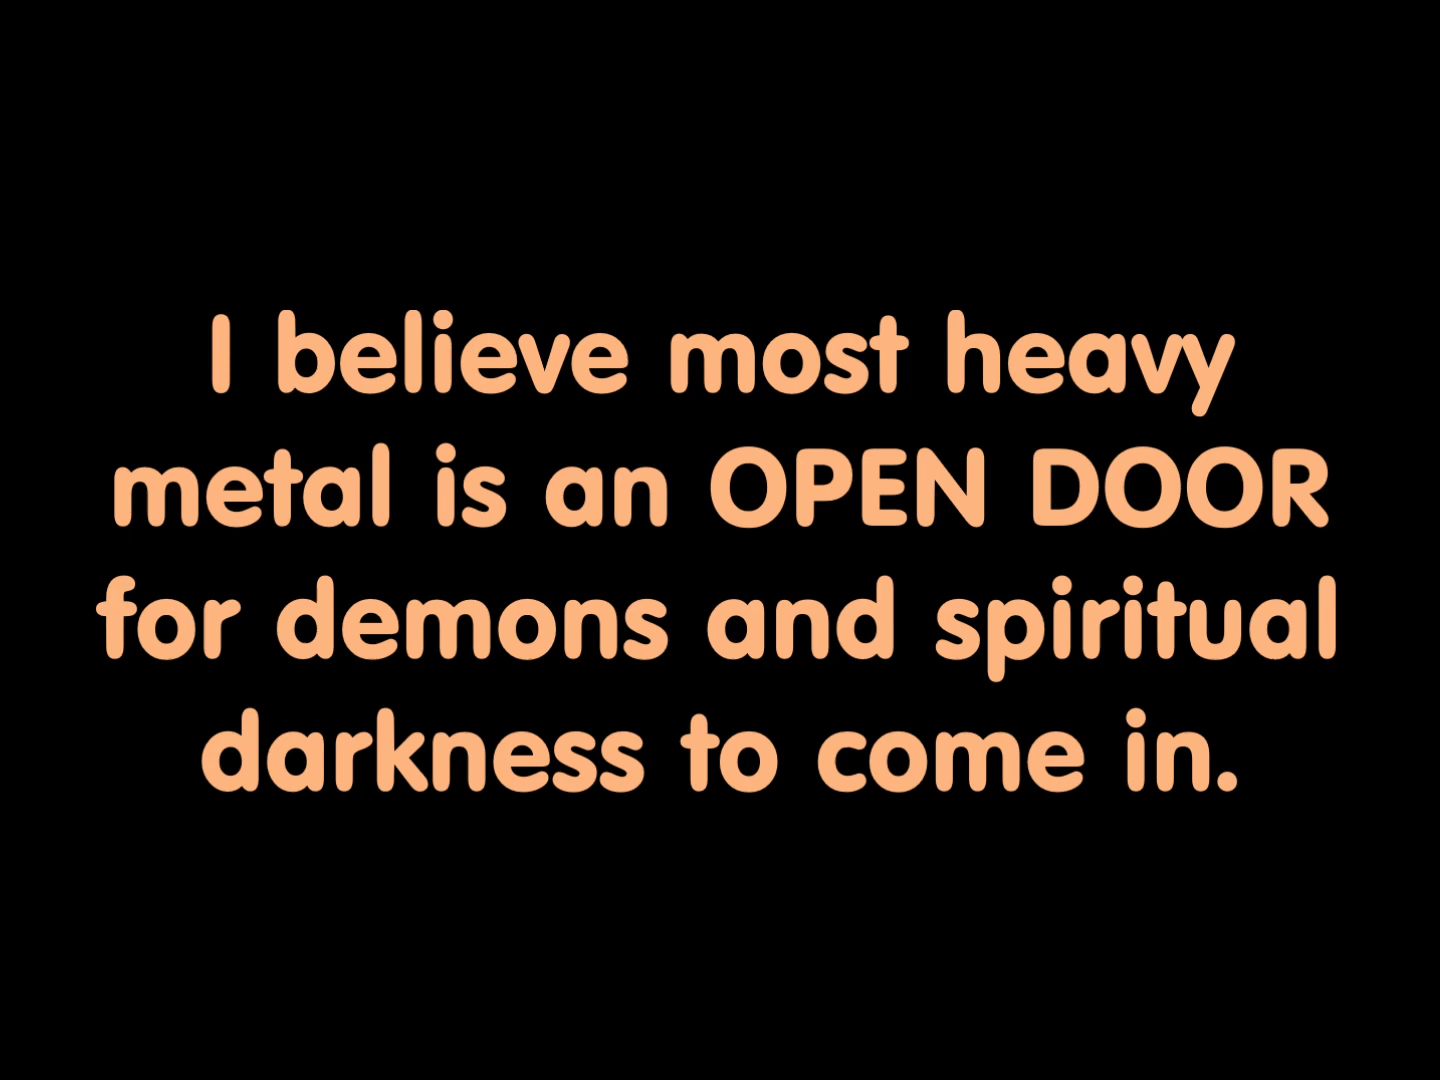 I believe most heavy
metal is an OPEN DOOR
for demons and spiritual
darkness to come in.